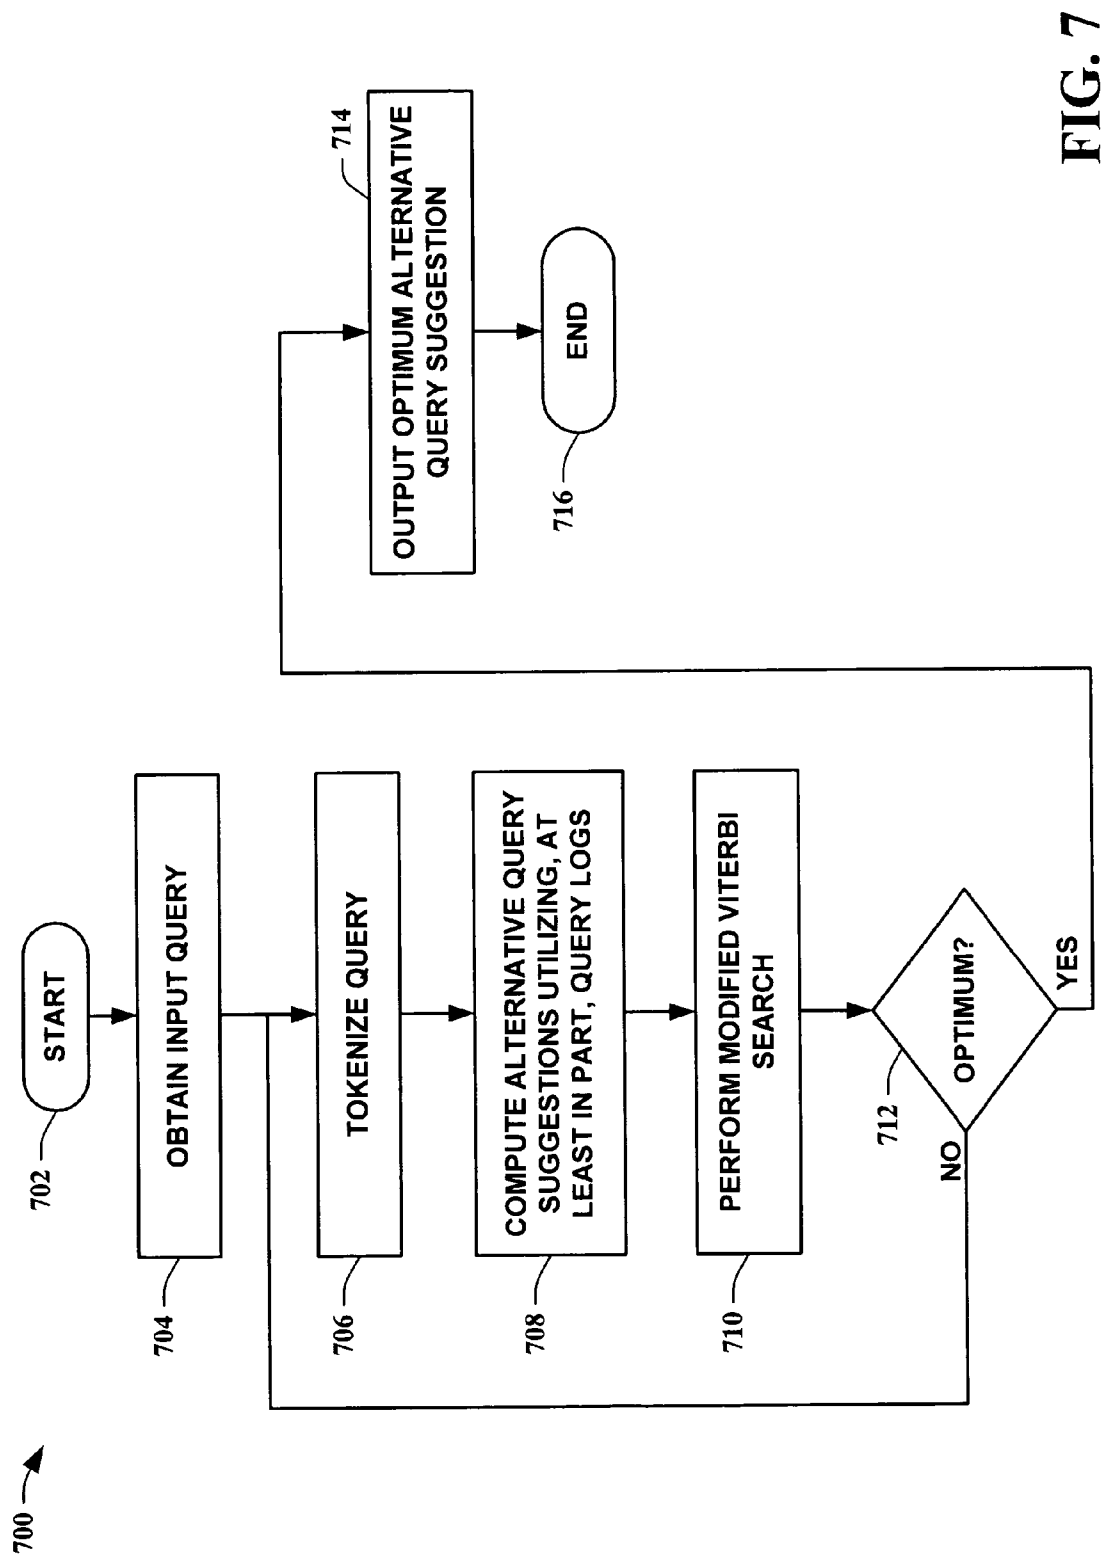 700
702
START
OBTAIN INPUT QUERY
704
TOKENIZE QUERY
706
COMPUTE ALTERNATIVE QUERY
SUGGESTIONS UTILIZING, AT
LEAST IN PART, QUERY LOGS
708
PERFORM MODIFIED VITERBI
SEARCH
710
OPTIMUM?
712
NO
YES
714
OUTPUT OPTIMUM ALTERNATIVE
QUERY SUGGESTION
END
716
FIG. 7